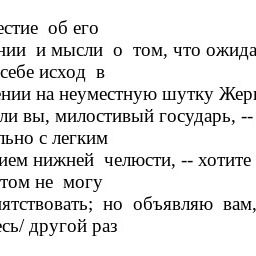 естие об его
нии и мысли о том, что ожида
себе исход в
ении на неуместную шутку Жер
ли вы, милостивый государь, --
льно с легким
ием нижней челюсти, -- хотите
том не могу
ятствовать; но объявляю вам,
есь/ другой раз